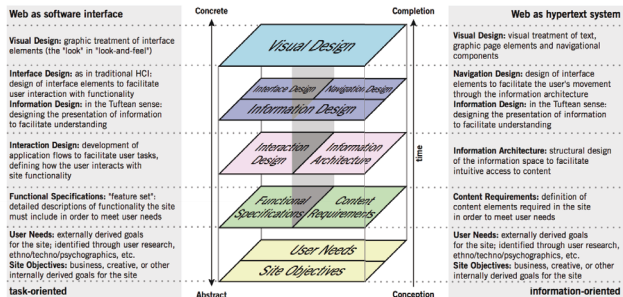 Web as software interface
Visual Design: graphic treatment of interface
elements (the "look" in "look-and-feel")
Interface Design: as in traditional HCI:
design of interface elements to facilitate
user interaction with functionality
Information Design: in the Tuftean sense:
designing the presentation of information
to facilitate understanding
Interaction Design: development of
application flows to facilitate user tasks,
defining how the user interacts with
site functionality
Functional Specifications: "feature set":
detailed descriptions of functionality the site
must include in order to meet user needs
User Needs: externally derived goals
for the site; identified through user research,
ethno/techno/psychographics, etc.
Site Objectives: business, creative, or other
internally derived goals for the site
task-oriented
Concrete
Completion
Visual Design
Interface Design
Navigation Design
Information Design
Interaction
Design
Information
Architecture
Functional
Specifications
Content
Requirements
User Needs
Site Objectives
time
Abstract
Conception
Web as hypertext system
Visual Design: visual treatment of text,
graphic page elements and navigational
components
Navigation Design: design of interface
elements to facilitate the user's movement
through the information architecture
Information Design: in the Tuftean sense:
designing the presentation of information
to facilitate understanding
Information Architecture: structural design
of the information space to facilitate
intuitive access to content
Content Requirements: definition of
content elements required in the site
in order to meet user needs
User Needs: externally derived goals
for the site; identified through user research,
ethno/techno/psychographics, etc.
Site Objectives: business, creative, or other
internally derived goals for the site
information-oriented